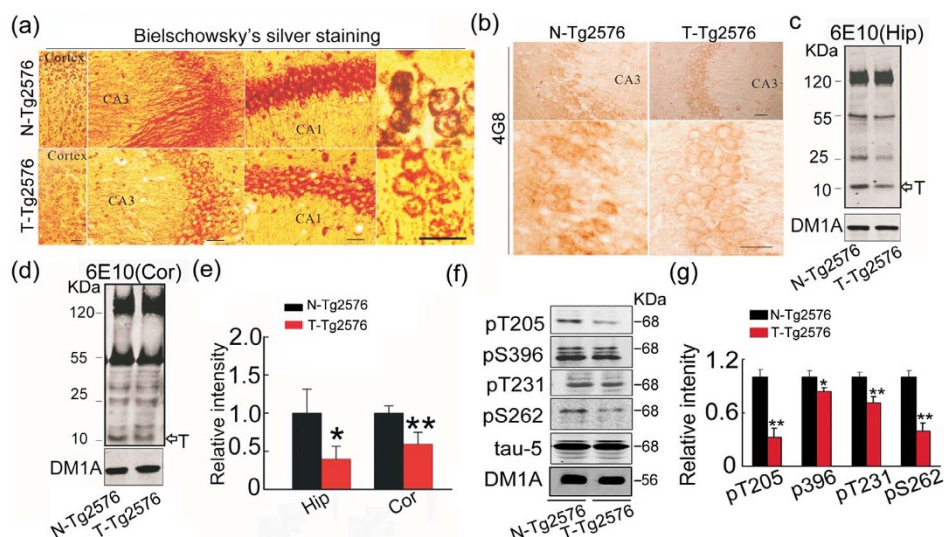 (a)
Bielschowsky's silver staining
N-Tg2576
Cortex
CA3
CA1
T-Tg2576
Cortex
CA3
CA1
(b)
N-Tg2576
T-Tg2576
4G8
CA3
CA3
(c)
6E10(Hip)
KDa
120
55
25
10
T
DM1A
N-Tg2576
T-Tg2576
(d)
6E10(Cor)
KDa
120
55
10
T
DM1A
N-Tg2576
T-Tg2576
(e)
N-Tg2576
T-Tg2576
Relative intensity
2.0
1.5
1.0
0.5
0.0
*
**
Hip
Cor
(f)
KDa
pT205
68
pS396
68
pT231
68
pS262
68
tau-5
68
DM1A
56
N-Tg2576
T-Tg2576
(g)
N-Tg2576
T-Tg2576
Relative intenity
1.2
0.6
0
**
*
**
**
pT205
p396
pT231
pS262